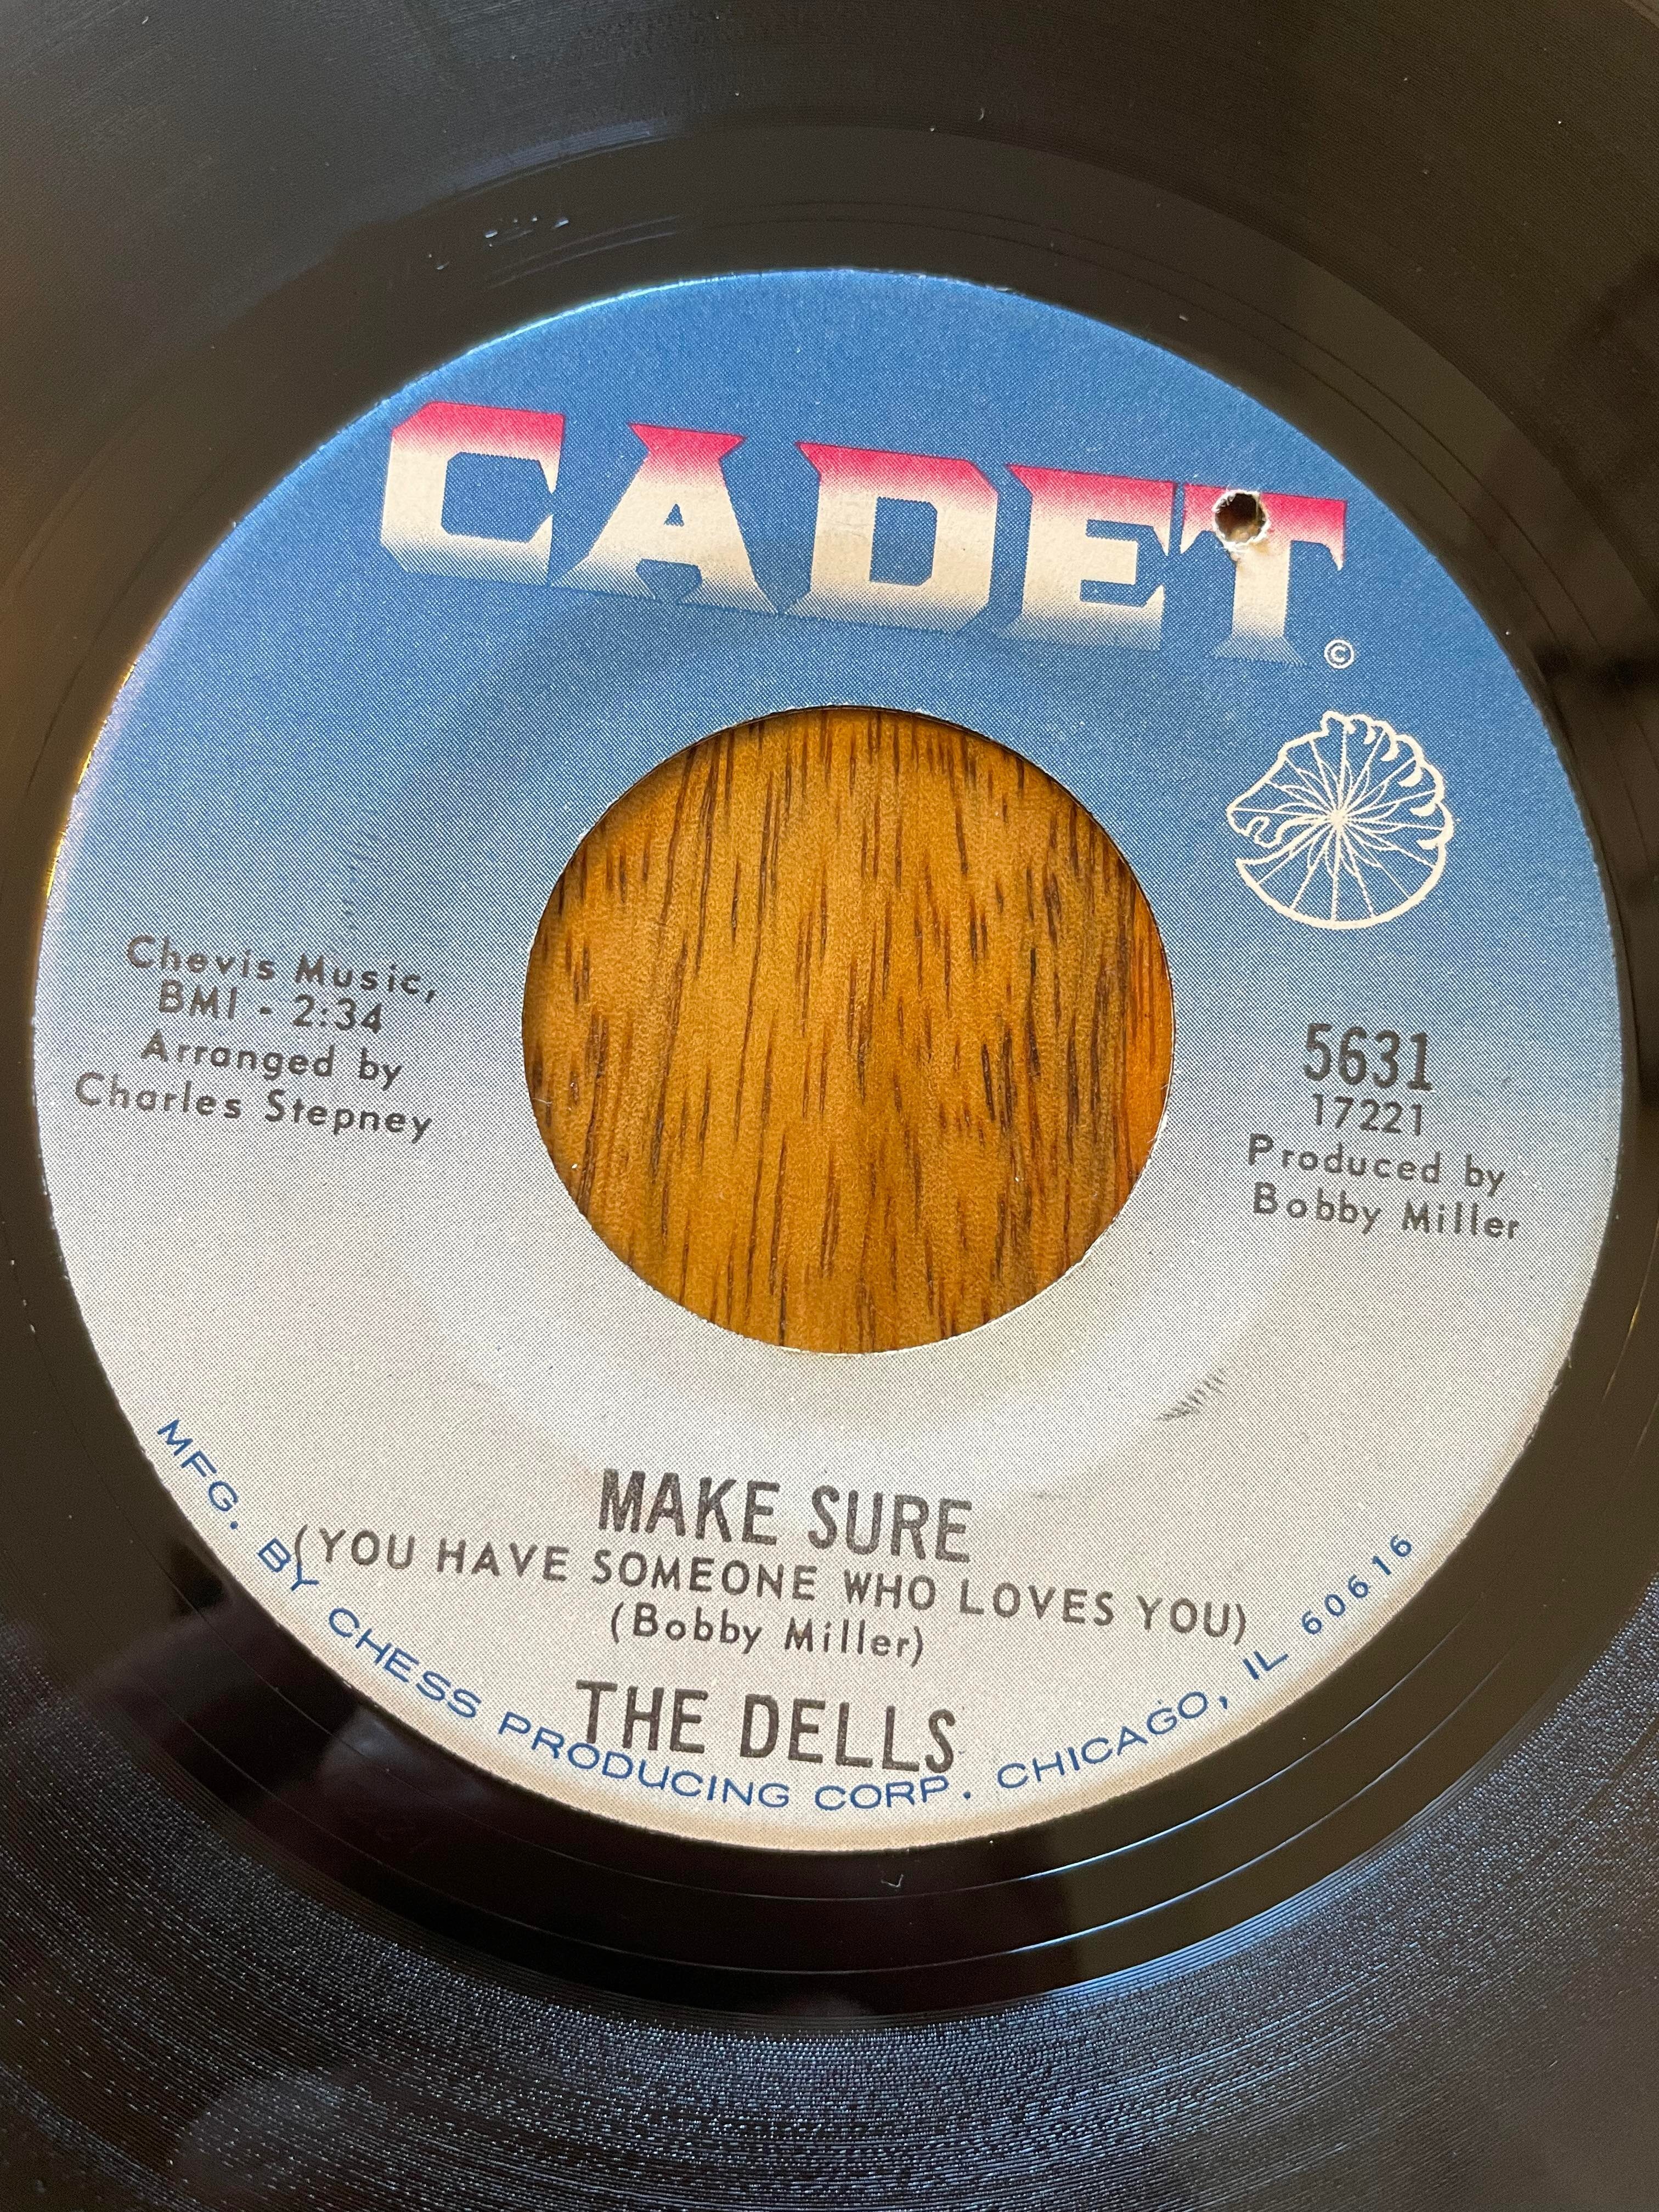 CADET
©
Chevis Music,
BMI - 2:34
Arranged by
Charles Stepney
5631
17221
Produced by
Bobby Miller
MAKE SURE
(YOU HAVE SOMEONE WHO LOVES YOU)
(Bobby Miller)
THE DELLS
MFG. BY CHESS PRODUCING CORP. CHICAGO, IL 60616